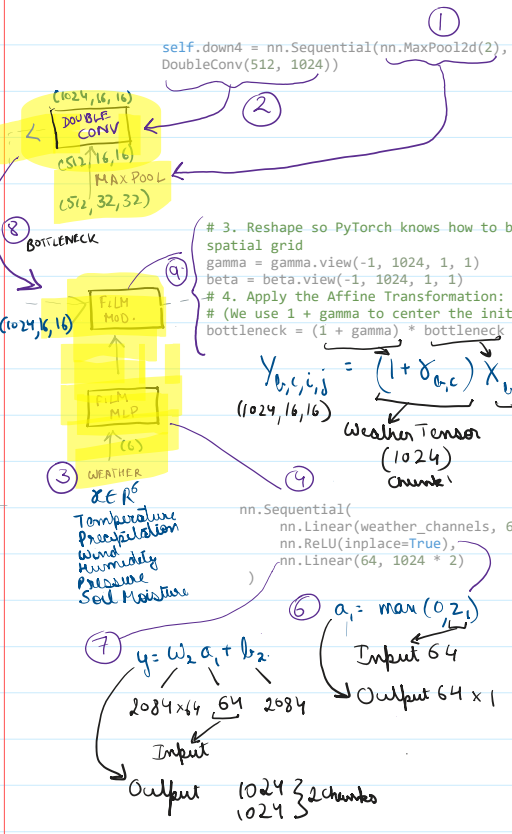 ①
self.down4 = nn.Sequential(nn.MaxPool2d(2),
DoubleConv(512, 1024))
②
(1024,16,16)
DOUBLE
CONV
(512,16,16)
MAXPOOL
(512,32,32)
⑧
BOTTLENECK
⑨
# 3. Reshape so PyTorch knows how to b
spatial grid
gamma = gamma.view(-1, 1024, 1, 1)
beta = beta.view(-1, 1024, 1, 1)
# 4. Apply the Affine Transformation:
# (We use 1 + gamma to center the init
bottleneck = (1 + gamma) * bottleneck
FiLM
MOD.
(1024,16,16)
Y b,c,i,j = (1+γb,c) X b
(1024,16,16)
Weather Tensor
(1024)
Chunk 1
FiLM
MLP
(6)
③ WEATHER
x ∈ R⁶
Temperature
Precipitation
Wind
Humedety
Pressure
Soil Moisture
④
nn.Sequential(
nn.Linear(weather_channels, 6
nn.ReLU(inplace=True),
nn.Linear(64, 1024 * 2)
)
⑥ a₁ = max(0,z₁)
Input 64
Output 64 x 1
⑦
y = w₂ a₁ + b₂
2084x64 64 2084
Input
Output 1024
1024 } 2 chunks